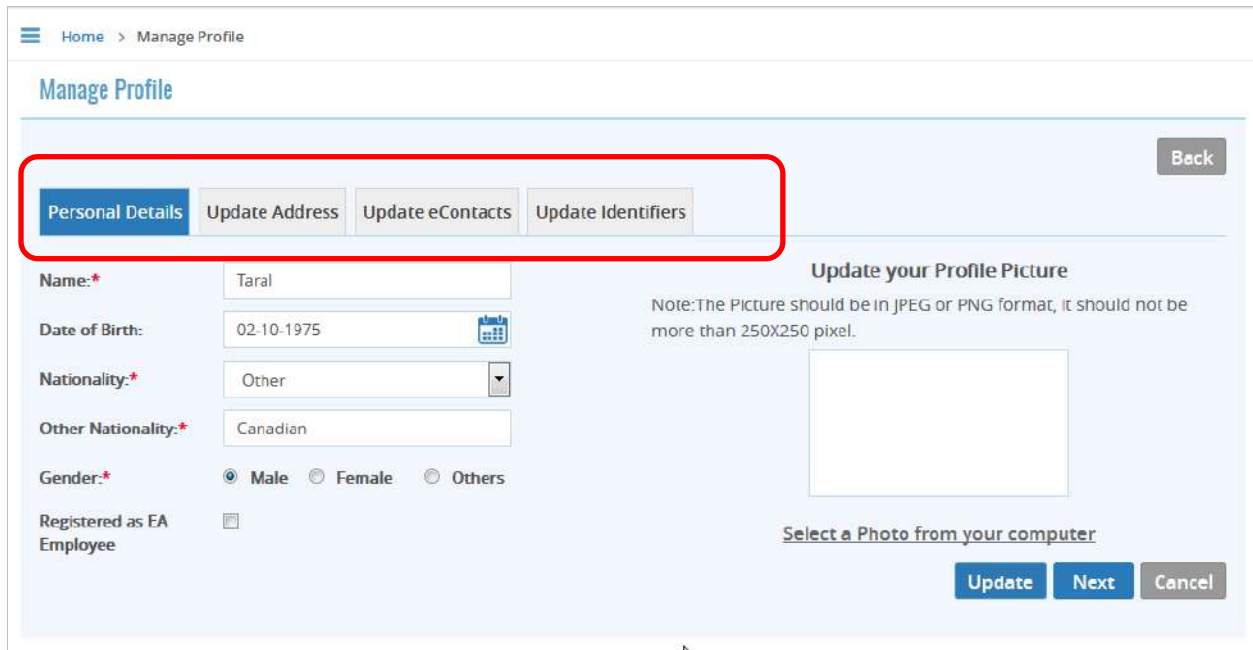 Home > Manage Profile
Manage Profile
Back
Personal Details Update Address Update eContacts Update Identifiers
Name:* Taral
Date of Birth: 02-10-1975
Nationality:* Other
Other Nationality:* Canadian
Gender:* Male Female Others
Registered as EA
Employee
Update your Profile Picture
Note:The Picture should be in JPEG or PNG format, it should not be
more than 250X250 pixel.
Select a Photo from your computer
Update Next Cancel